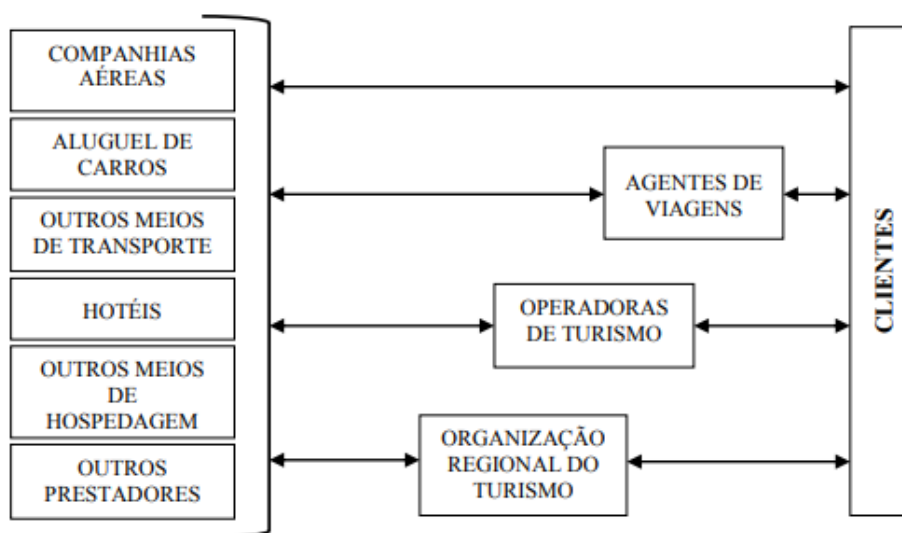 COMPANHIAS
AÉREAS
ALUGUEL DE
CARROS
OUTROS MEIOS
DE TRANSPORTE
HOTÉIS
OUTROS MEIOS
DE
HOSPEDAGEM
OUTROS
PRESTADORES
AGENTES DE
VIAGENS
OPERADORAS
DE TURISMO
ORGANIZAÇÃO
REGIONAL DO
TURISMO
CLIENTES